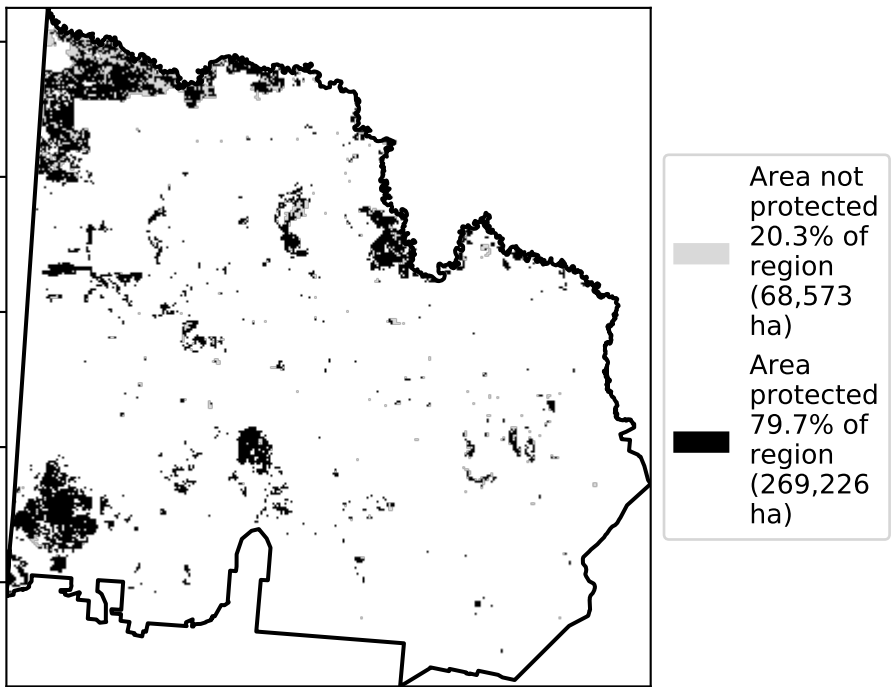 Area not
protected
20.3% of
region
(68,573
ha)
Area
protected
79.7% of
region
(269,226
ha)